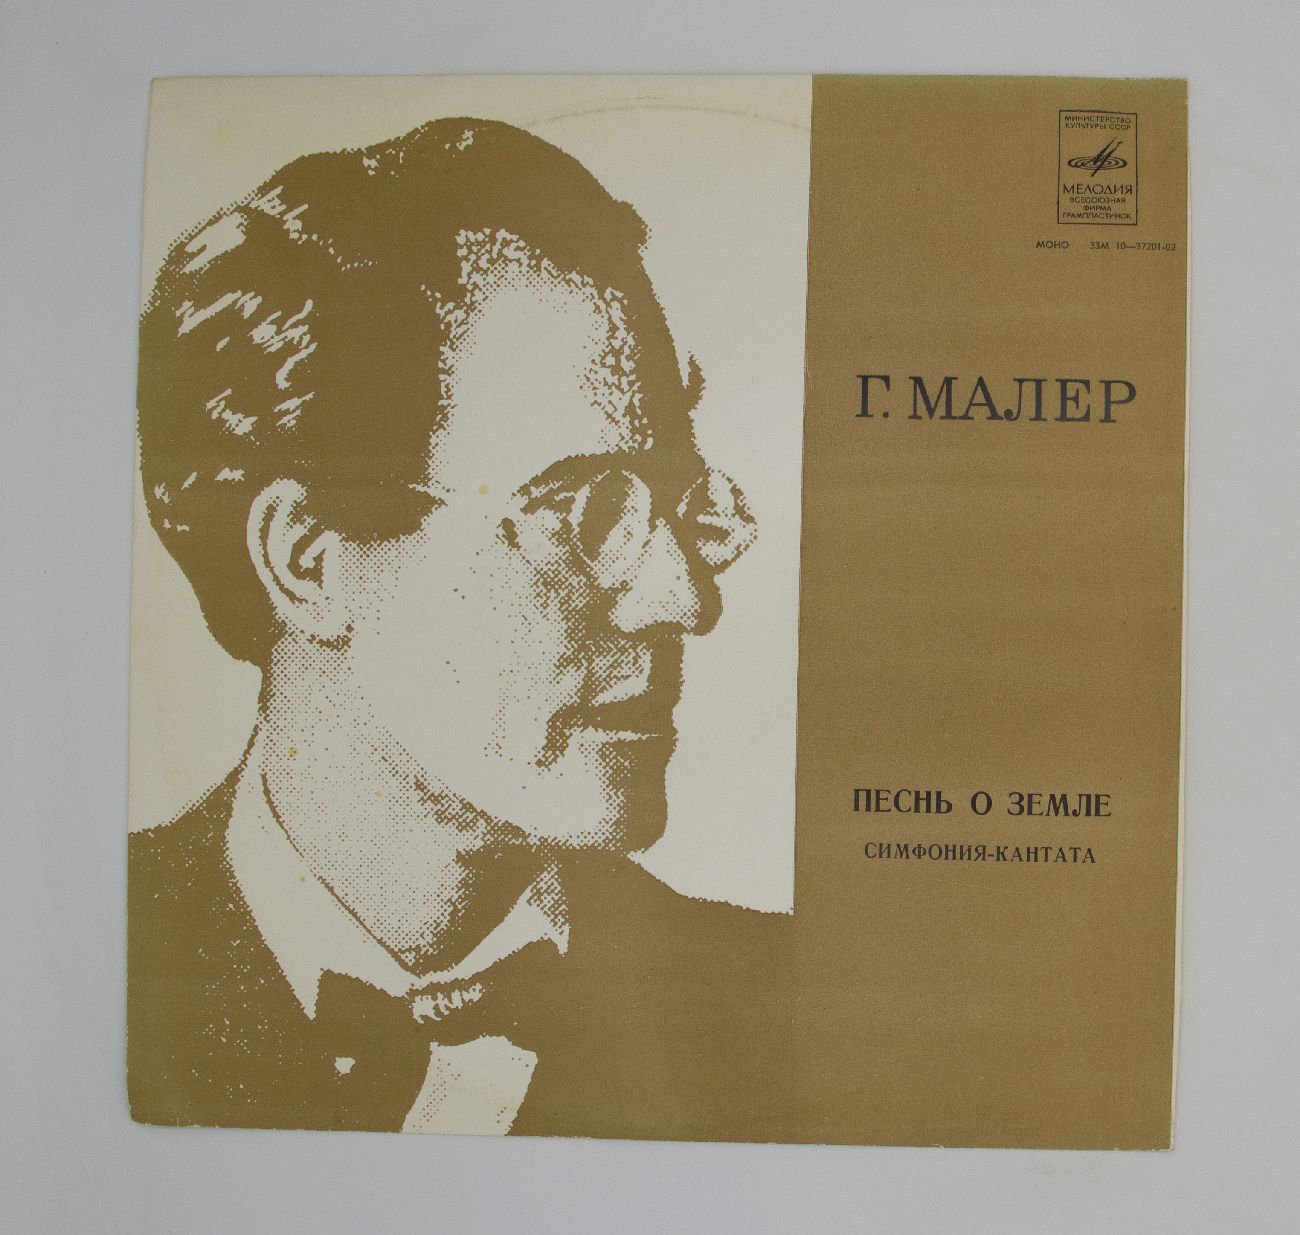 МИНИСТЕРСТВО
КУЛЬТУРЫ СССР
МЕЛОДИЯ
ВСЕСОЮЗНАЯ
ФИРМА
ГРАМПЛАСТИНОК
МОНО 33М 10—37201-02
Г. МАЛЕР
ПЕСНЬ О ЗЕМЛЕ
СИМФОНИЯ-КАНТАТА